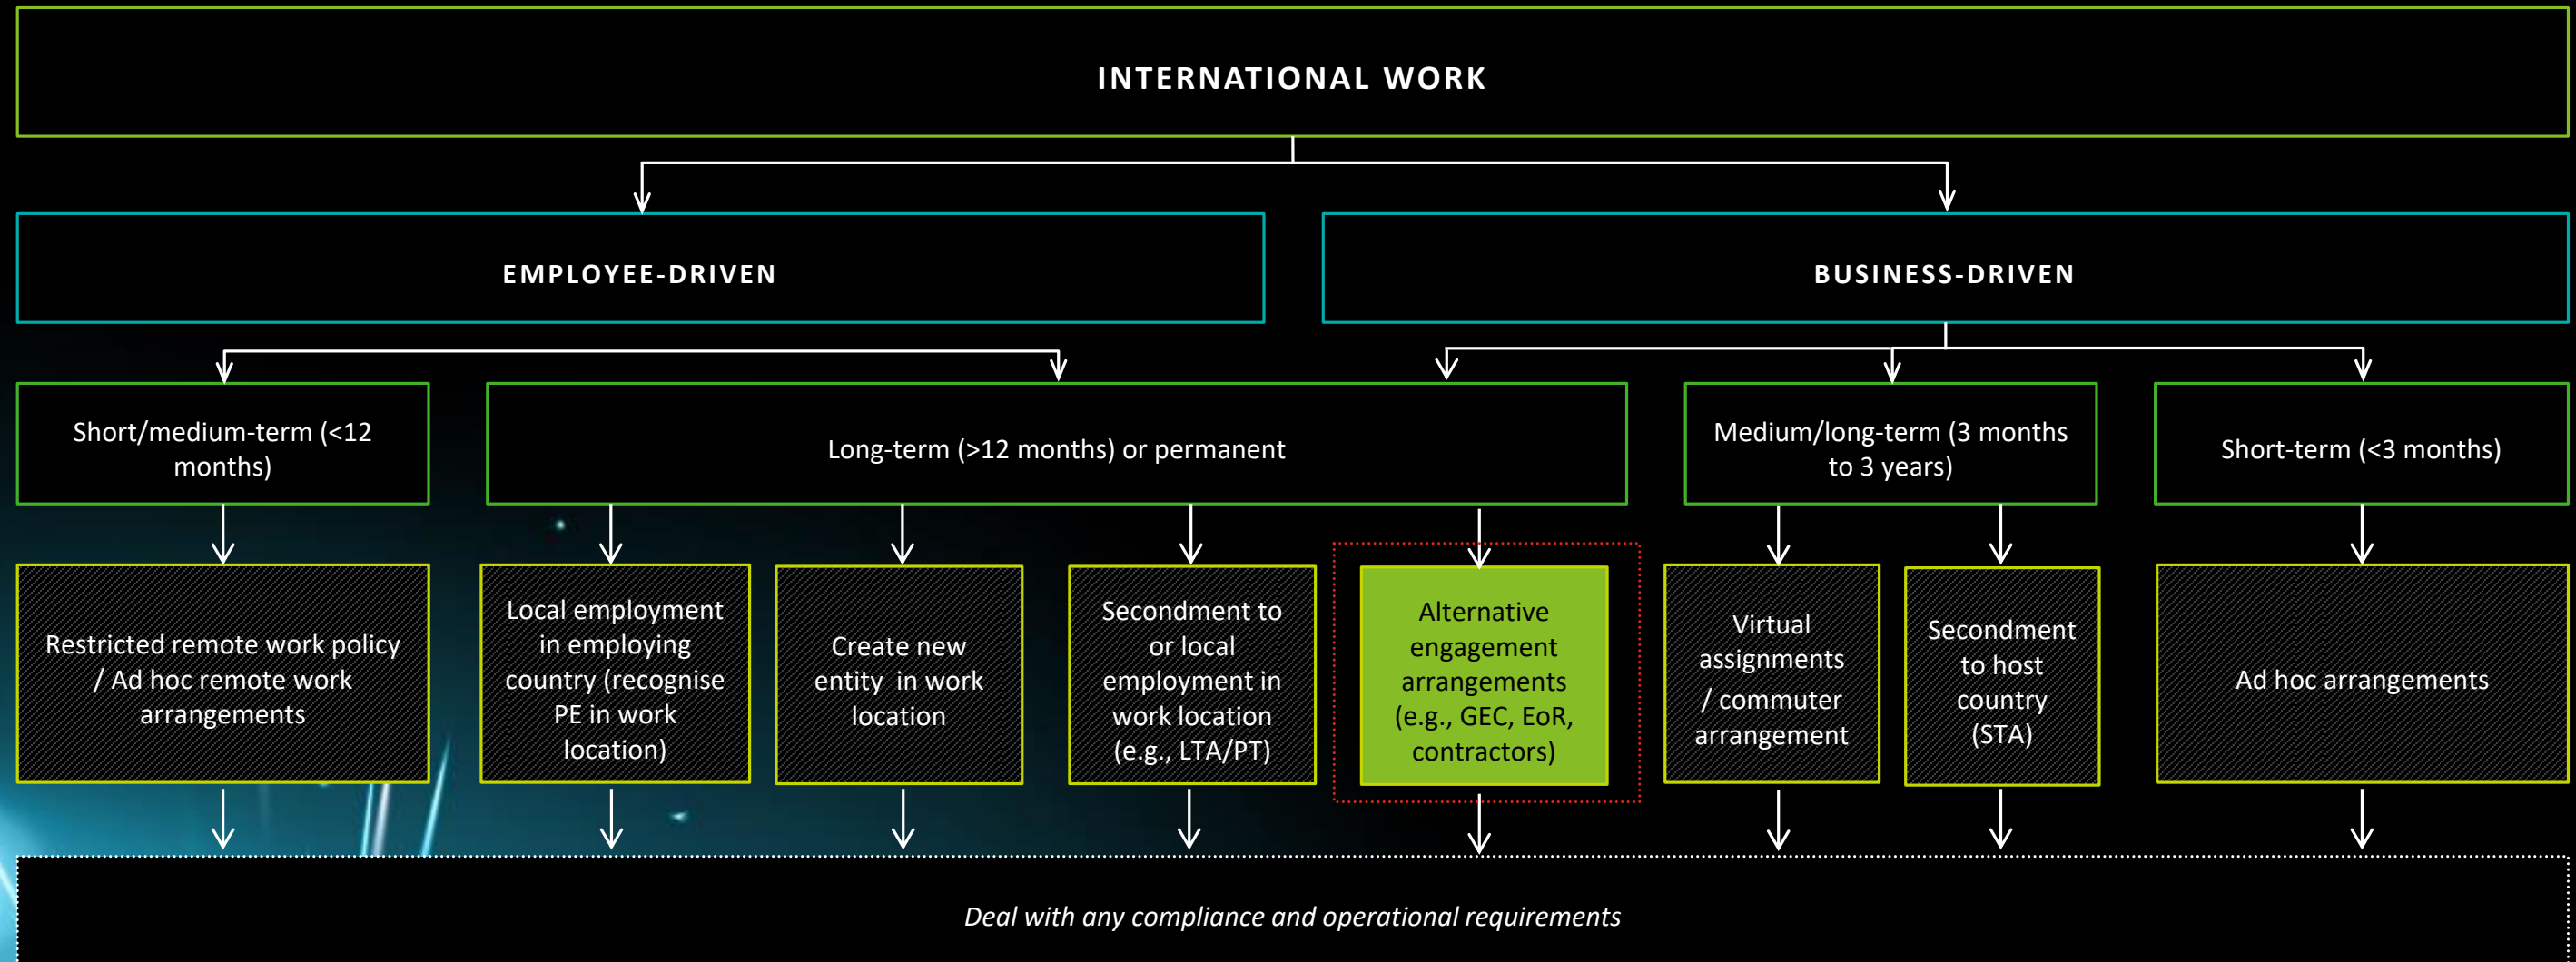 INTERNATIONAL WORK
EMPLOYEE-DRIVEN
BUSINESS-DRIVEN
Short/medium-term (<12
months)
Long-term (>12 months) or permanent
Medium/long-term (3 months
to 3 years)
Short-term (<3 months)
Restricted remote work policy
/ Ad hoc remote work
arrangements
Local employment
in employing
country (recognise
PE in work
location)
Create new
entity in work
location
Secondment to
or local
employment in
work location
(e.g., LTA/PT)
Alternative
engagement
arrangements
(e.g., GEC, EoR,
contractors)
Virtual
assignments
/ commuter
arrangement
Secondment
to host
country
(STA)
Ad hoc arrangements
Deal with any compliance and operational requirements